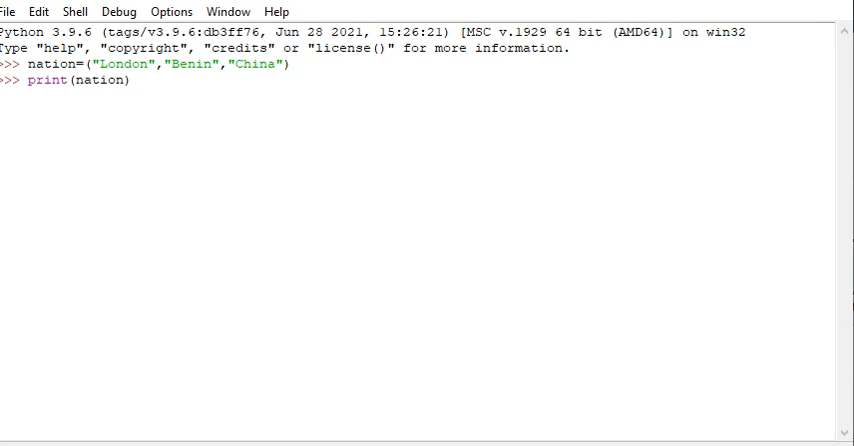 File Edit Shell Debug Options Window Help
Python 3.9.6 (tags/v3.9.6:db3ff76, Jun 28 2021, 15:26:21) [MSC v.1929 64 bit (AMD64)] on win32
Type "help", "copyright", "credits" or "license()" for more information.
>>> nation=("London","Benin","China")
>>> print(nation)